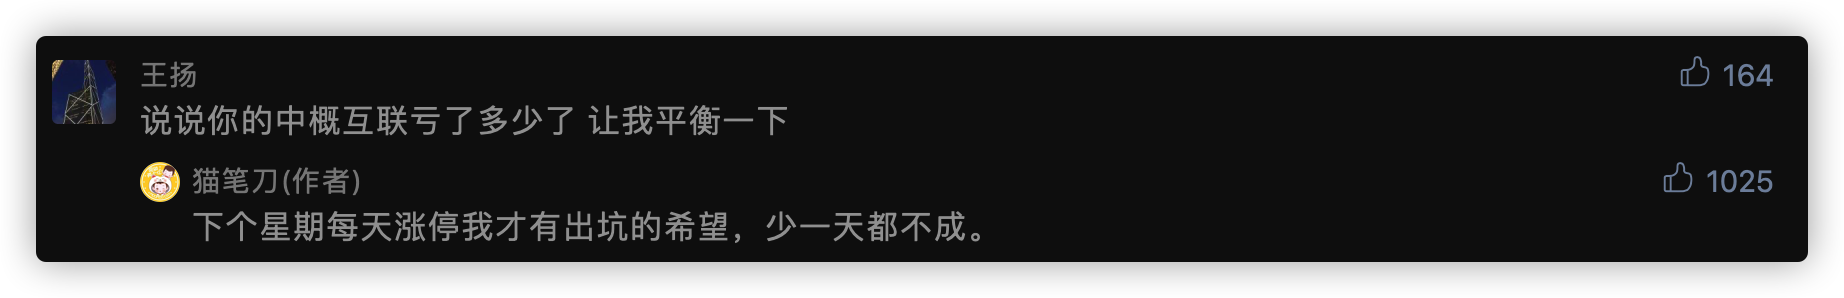 王扬
164
说说你的中概互联亏了多少了 让我平衡一下
猫笔刀(作者)
1025
下个星期每天涨停我才有出坑的希望，少一天都不成。